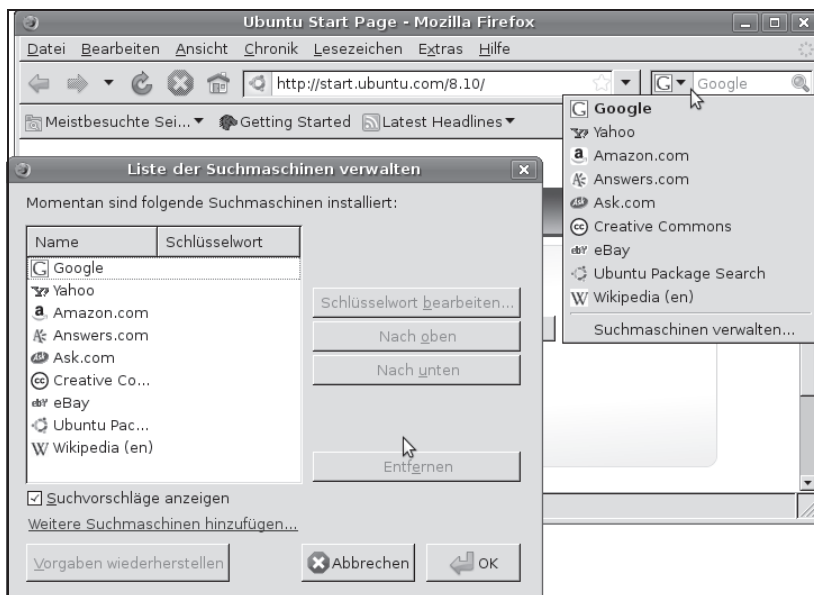 Ubuntu Start Page - Mozilla Firefox
Datei Bearbeiten Ansicht Chronik Lesezeichen Extras Hilfe
http://start.ubuntu.com/8.10/
G Google
Meistbesuchte Sei... Getting Started Latest Headlines
G Google
Yahoo
a Amazon.com
Answers.com
Ask.com
cc Creative Commons
ebY eBay
Ubuntu Package Search
W Wikipedia (en)
Suchmaschinen verwalten...
Liste der Suchmaschinen verwalten
Momentan sind folgende Suchmaschinen installiert:
Name Schlüsselwort
G Google
Yahoo
a Amazon.com
Answers.com
Ask.com
cc Creative Co...
ebY eBay
Ubuntu Pac...
W Wikipedia (en)
Schlüsselwort bearbeiten...
Nach oben
Nach unten
Entfernen
Suchvorschläge anzeigen
Weitere Suchmaschinen hinzufügen...
Vorgaben wiederherstellen Abbrechen OK